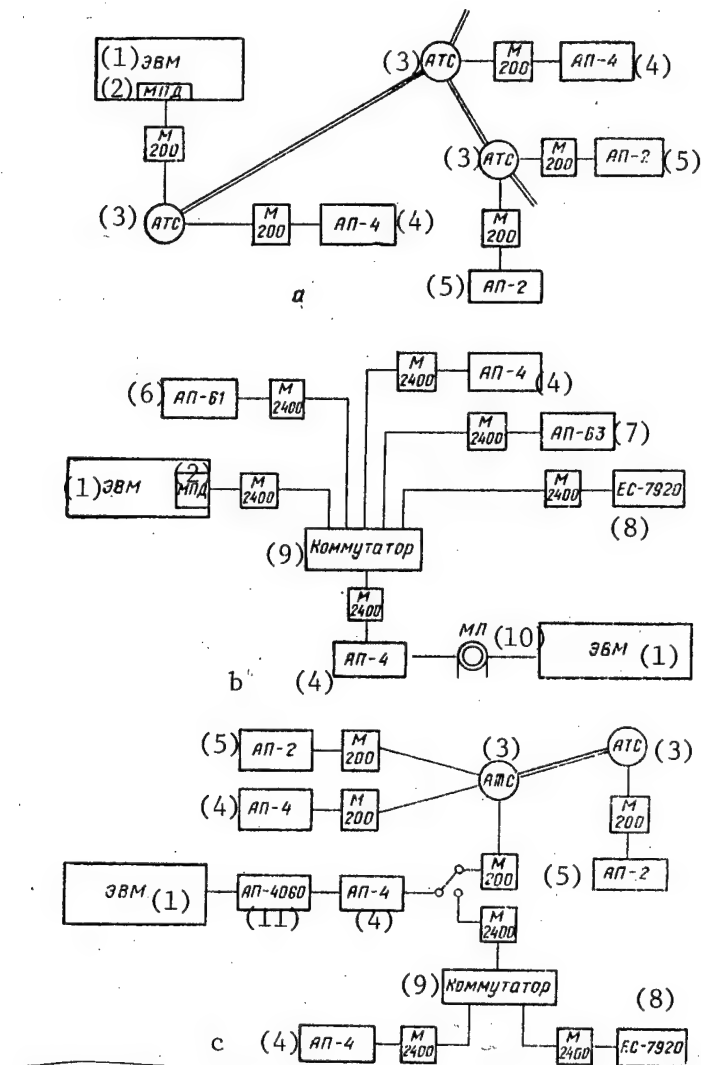 (1) ЭВМ
(2) МПД
М
200
(3) АТС
М
200
АП-4 (4)
(3) АТС
М
200
АП-4 (4)
(3) АТС
М
200
АП-2 (5)
М
200
(5) АП-2
а
(6) АП-61
М
2400
М
2400
АП-4
(4)
М
2400
АП-63 (7)
(1) ЭВМ
(2)
МПД
М
2400
М
2400
ЕС-7920
(8)
(9) Коммутатор
М
2400
АП-4
(4)
МЛ (10)
ЭВМ (1)
b
(5) АП-2
М
200
(3)
АТС
АТС (3)
(4) АП-4
М
200
М
200
(5) АП-2
ЭВМ (1)
АП-4060
(11)
АП-4
(4)
М
200
М
2400
(9) Коммутатор
(8)
c
(4) АП-4
М
2400
М
2400
ЕС-7920